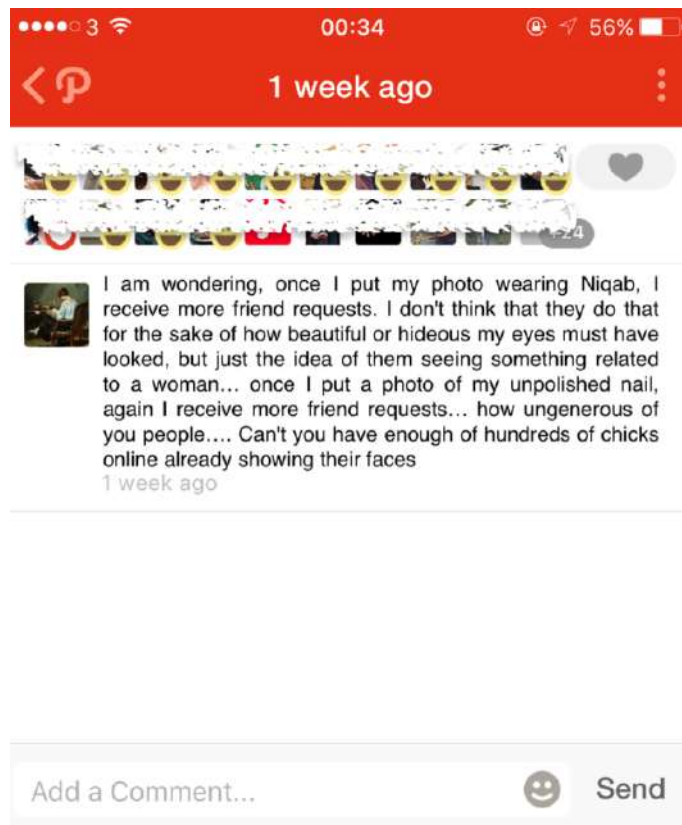 3 00:34 56%
1 week ago
+24
I am wondering, once I put my photo wearing Niqab, I
receive more friend requests. I don't think that they do that
for the sake of how beautiful or hideous my eyes must have
looked, but just the idea of them seeing something related
to a woman... once I put a photo of my unpolished nail,
again I receive more friend requests... how ungenerous of
you people.... Can't you have enough of hundreds of chicks
online already showing their faces
1 week ago
Add a Comment... Send